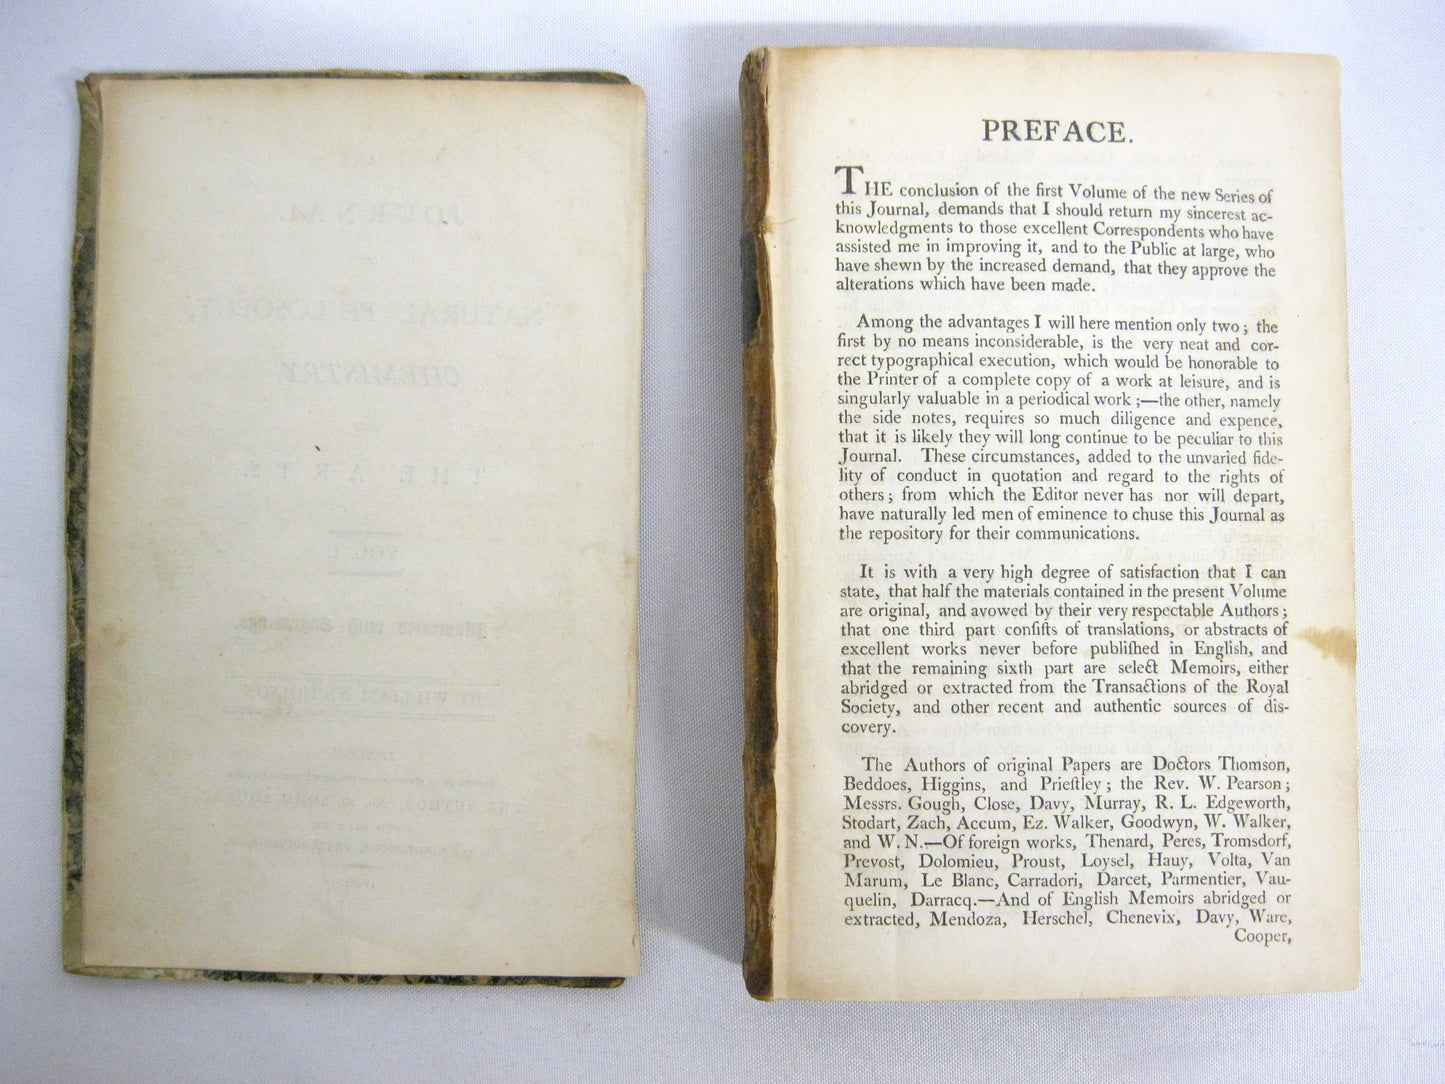 JOURNAL
OF
NATURAL PHILOSOPHY,
CHEMISTRY,
AND
THE ARTS.
VOL. I.
Illustrated with Engravings.
BY WILLIAM NICHOLSON.
LONDON:
PREFACE.
THE conclusion of the first Volume of the new Series of
this Journal, demands that I should return my sincerest ac-
knowledgments to those excellent Correspondents who have
assisted me in improving it, and to the Public at large, who
have shewn by the increased demand, that they approve the
alterations which have been made.
Among the advantages I will here mention only two; the
first by no means inconsiderable, is the very neat and cor-
rect typographical execution, which would be honorable to
the Printer of a complete copy of a work at leisure, and is
singularly valuable in a periodical work;—the other, namely
the side notes, requires so much diligence and expence,
that it is likely they will long continue to be peculiar to this
Journal. These circumstances, added to the unvaried fide-
lity of conduct in quotation and regard to the rights of
others; from which the Editor never has nor will depart,
have naturally led men of eminence to chuse this Journal as
the repository for their communications.
It is with a very high degree of satisfaction that I can
state, that half the materials contained in the present Volume
are original, and avowed by their very respectable Authors;
that one third part conſiſts of translations, or abstracts of
excellent works never before publiſhed in English, and
that the remaining sixth part are select Memoirs, either
abridged or extracted from the Transactions of the Royal
Society, and other recent and authentic sources of dis-
covery.
The Authors of original Papers are Doctors Thomson,
Beddoes, Higgins, and Prieſtley; the Rev. W. Pearson;
Messrs. Gough, Close, Davy, Murray, R. L. Edgeworth,
Stodart, Zach, Accum, Ez. Walker, Goodwyn, W. Walker,
and W. N.—Of foreign works, Thenard, Peres, Tromsdorf,
Prevost, Dolomieu, Proust, Loysel, Hauy, Volta, Van
Marum, Le Blanc, Carradori, Darcet, Parmentier, Vau-
quelin, Darracq.—And of English Memoirs abridged or
extracted, Mendoza, Herschel, Chenevix, Davy, Ware,
Cooper,